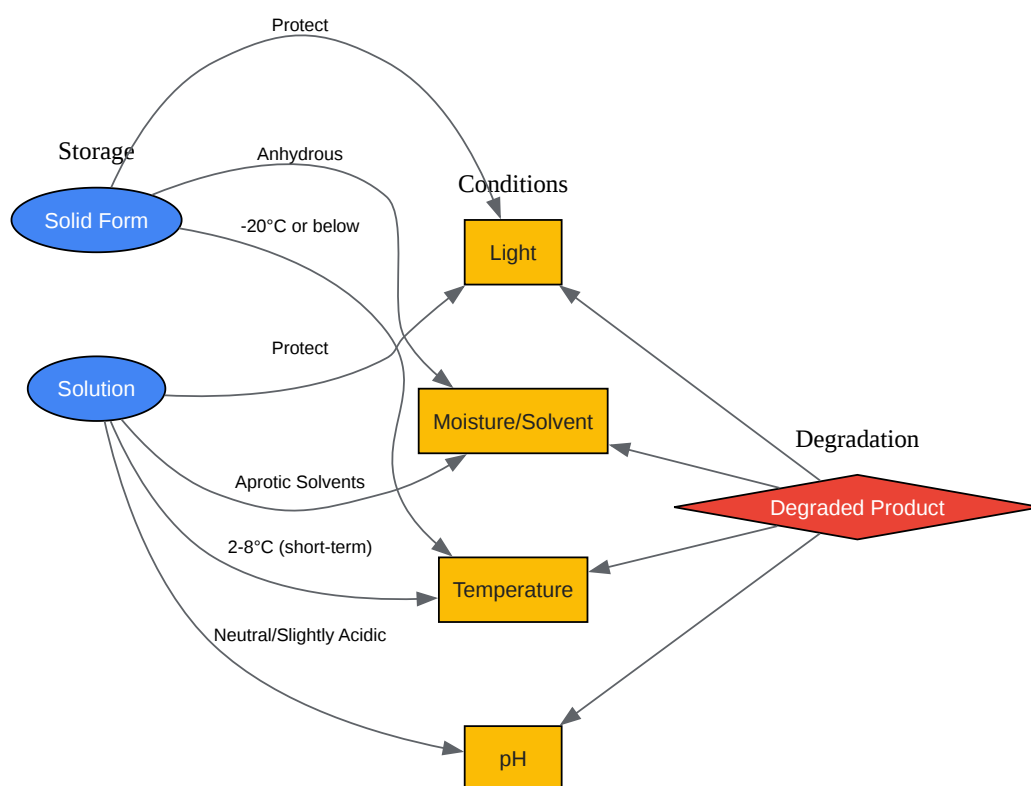 Protect
Storage
Anhydrous
Conditions
Solid Form
-20°C or below
Light
Protect
Solution
Moisture/Solvent
Degradation
Aprotic Solvents
Degraded Product
2-8°C (short-term)
Temperature
Neutral/Slightly Acidic
pH